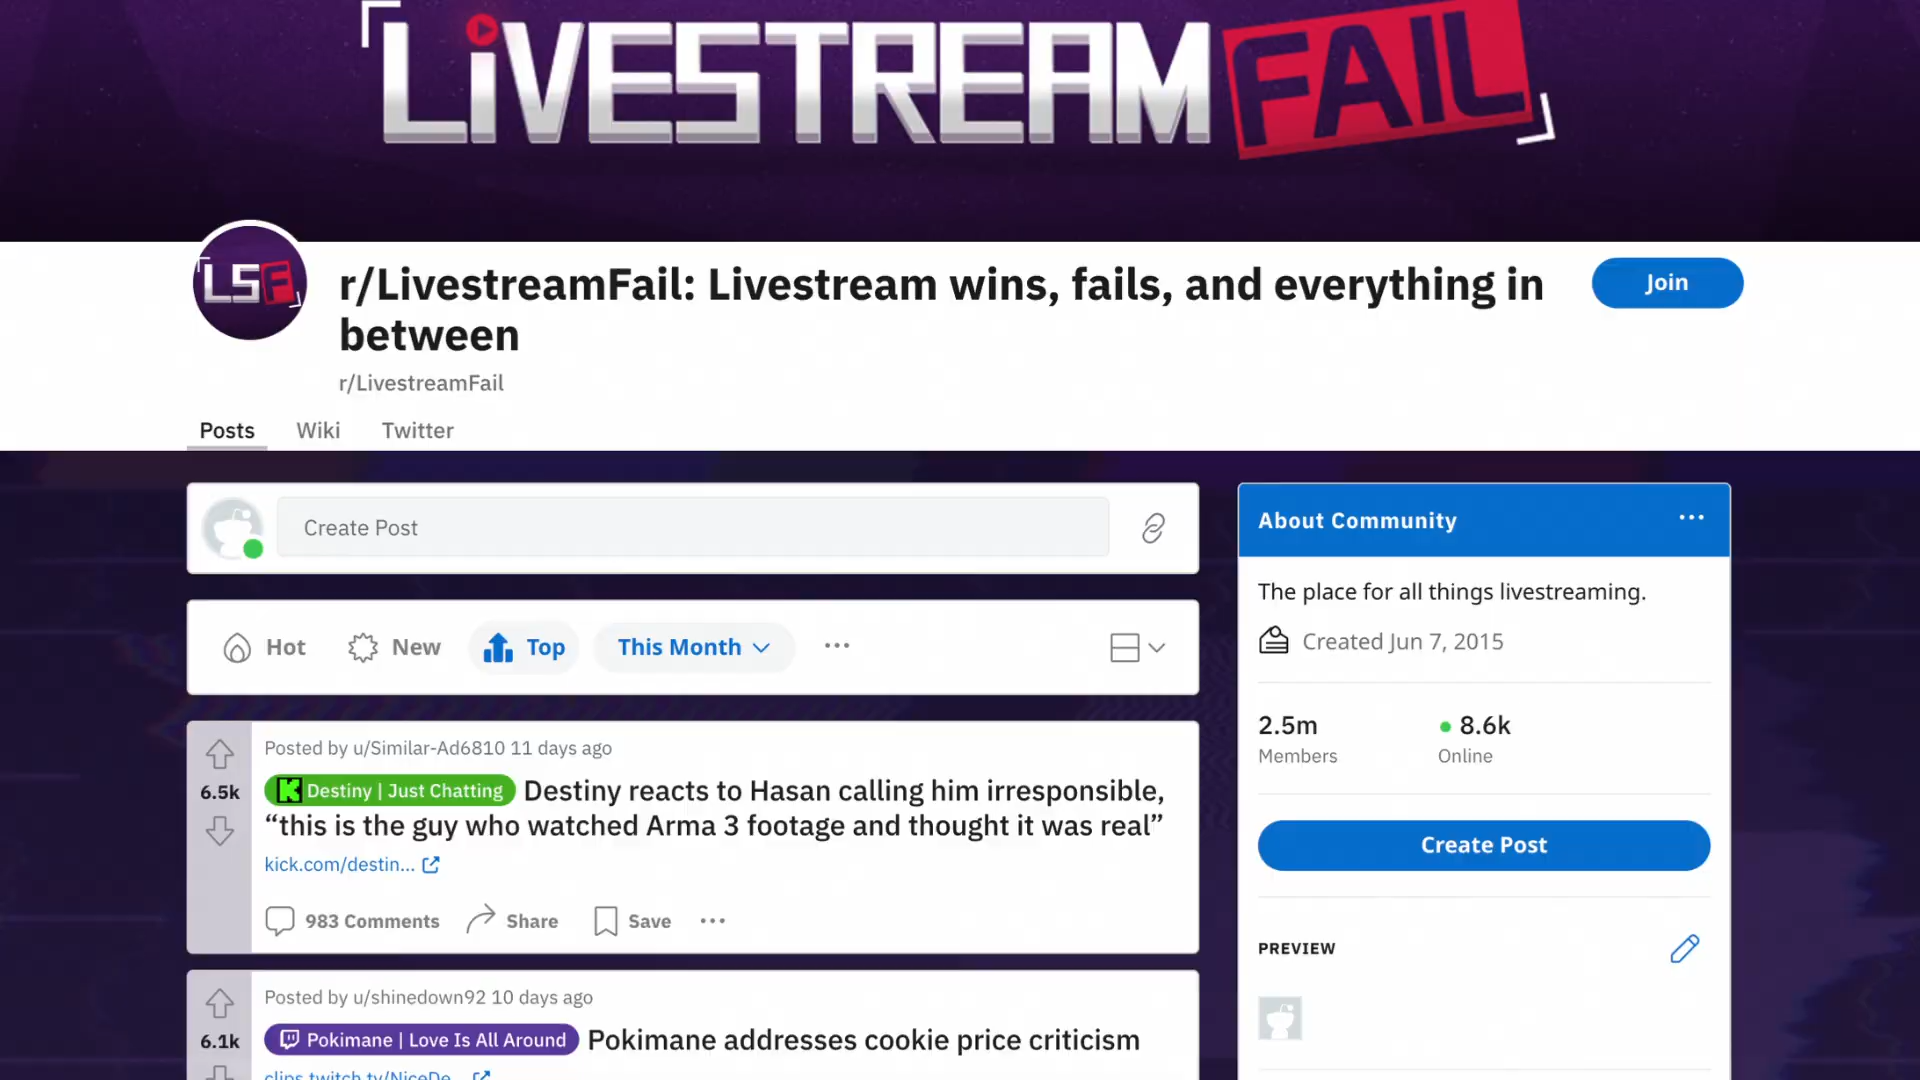 LiVESTREAM FAIL
LSF
r/LivestreamFail: Livestream wins, fails, and everything in
between
r/LivestreamFail
Join
Posts Wiki Twitter
Create Post
Hot New Top This Month
Posted by u/Similar-Ad6810 11 days ago
6.5k
Destiny | Just Chatting Destiny reacts to Hasan calling him irresponsible,
“this is the guy who watched Arma 3 footage and thought it was real”
kick.com/destin...
983 Comments Share Save
Posted by u/shinedown92 10 days ago
6.1k
Pokimane | Love Is All Around Pokimane addresses cookie price criticism
clips.twitch.tv/NiceDe...
About Community
The place for all things livestreaming.
Created Jun 7, 2015
2.5m 8.6k
Members Online
Create Post
PREVIEW